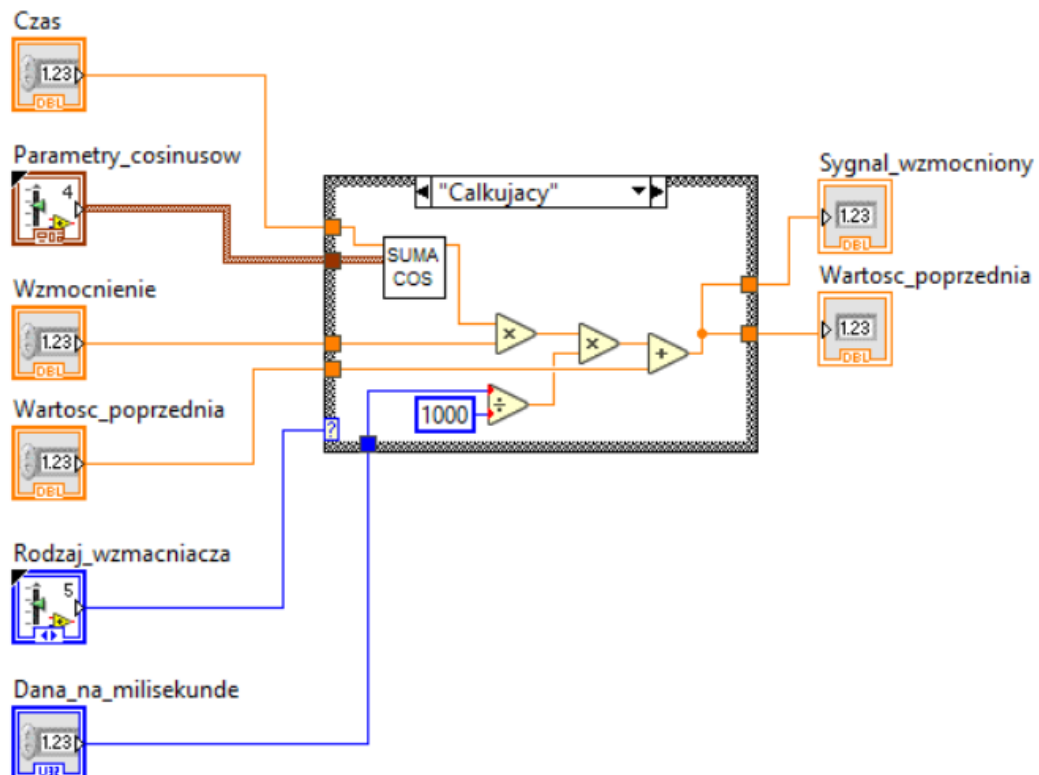 Czas
1.23
DBL
Parametry_cosinusow
4
Wzmocnienie
1.23
DBL
Wartosc_poprzednia
1.23
DBL
Rodzaj_wzmacniacza
5
Dana_na_milisekunde
1.23
U32
"Calkujacy"
SUMA
COS
×
×
+
÷
1000
?
Sygnal_wzmocniony
1.23
DBL
Wartosc_poprzednia
1.23
DBL